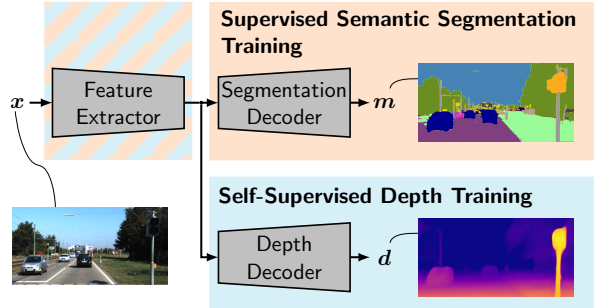 Supervised Semantic Segmentation
Training
x
Feature
Extractor
Segmentation
Decoder
m
Self-Supervised Depth Training
Depth
Decoder
d